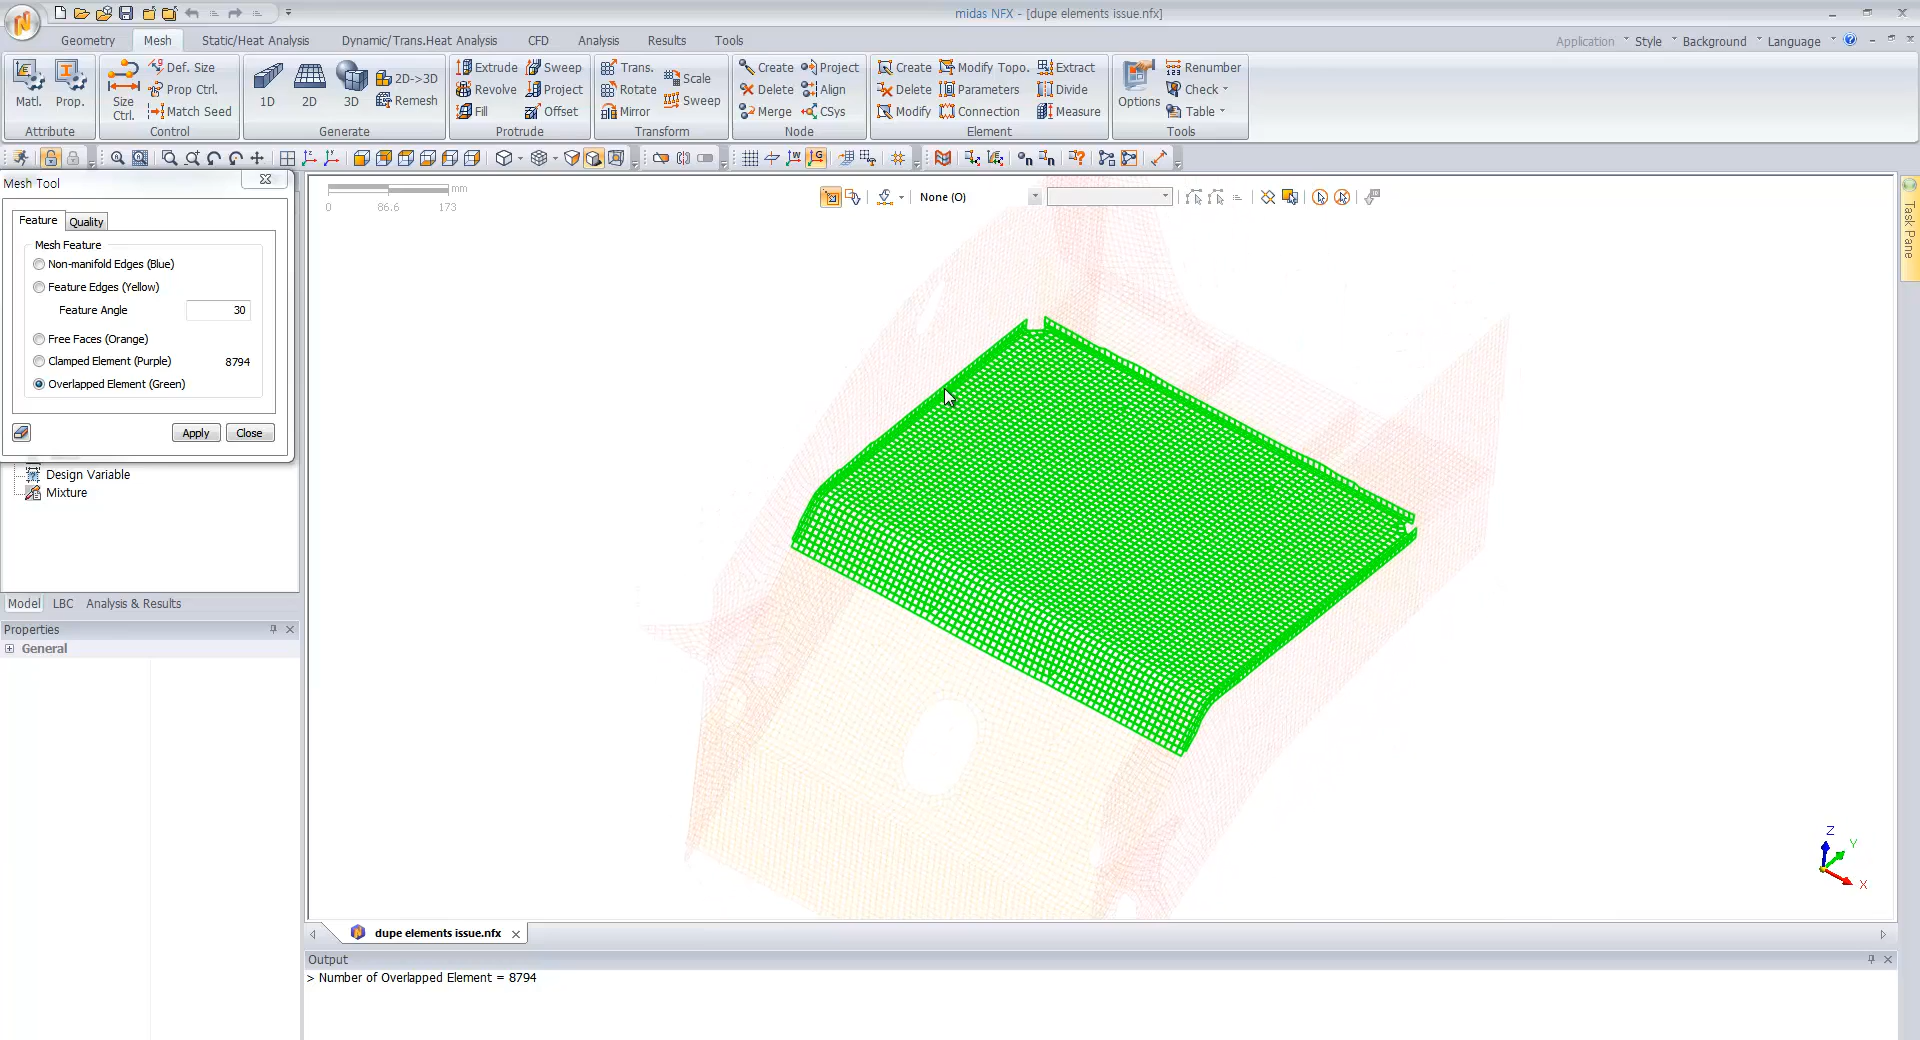 midas NFX - [dupe elements issue.nfx]
Geometry Mesh Static/Heat Analysis Dynamic/Trans.Heat Analysis CFD Analysis Results Tools
Application Style Background Language
Matl. Prop.
Attribute
Size Ctrl. Def. Size Prop Ctrl. Match Seed
Control
1D 2D 3D 2D->3D Remesh
Generate
Extrude Sweep
Revolve Project
Fill Offset
Protrude
Trans. Scale
Rotate Sweep
Mirror
Transform
Create Project
Delete Align
Merge CSys
Node
Create Modify Topo. Extract
Delete Parameters Divide
Modify Connection Measure
Element
Options Renumber
Check
Table
Tools
Mesh Tool
Feature Quality
Mesh Feature
Non-manifold Edges (Blue)
Feature Edges (Yellow)
Feature Angle 30
Free Faces (Orange)
Clamped Element (Purple) 8794
Overlapped Element (Green)
Apply Close
Design Variable
Mixture
Model LBC Analysis & Results
Properties
General
mm
0 86.6 173
None (O)
Task Pane
Z
Y
X
dupe elements issue.nfx
Output
> Number of Overlapped Element = 8794